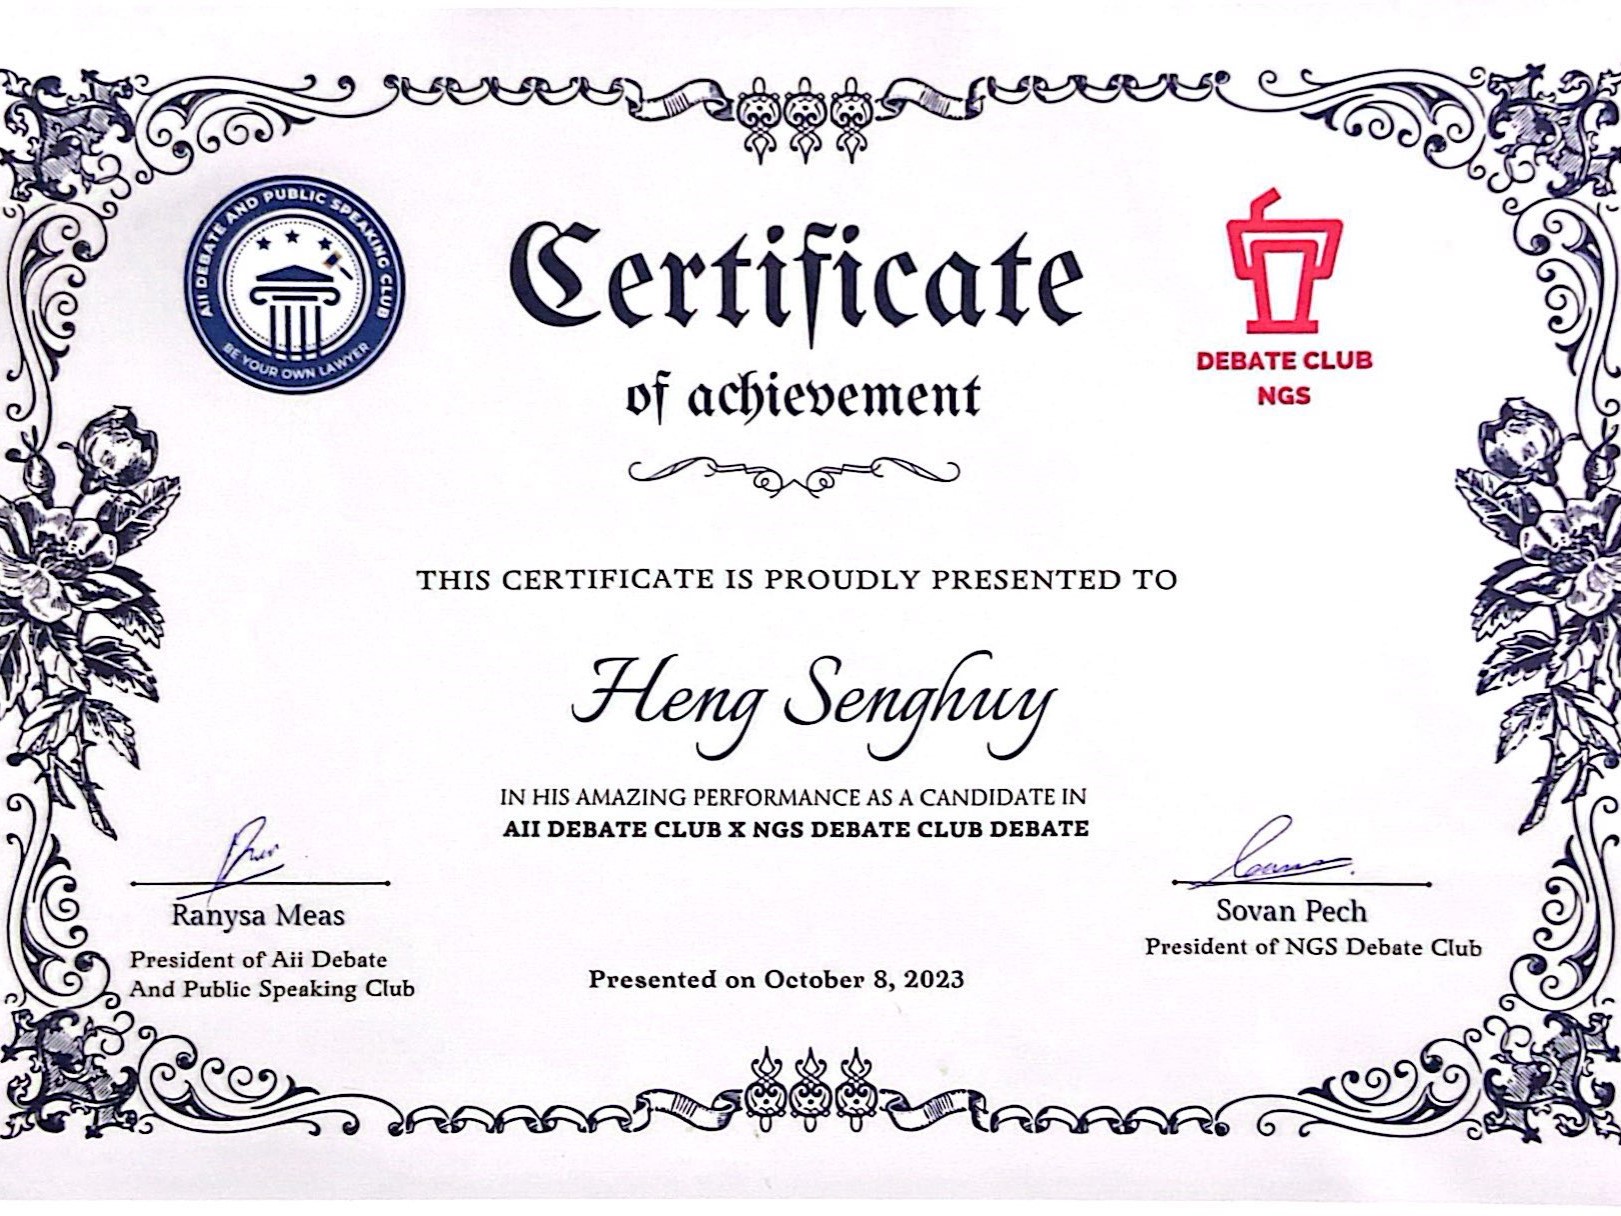 AII DEBATE AND PUBLIC SPEAKING CLUB
BE YOUR OWN LAWYER
Certificate
of achievement
DEBATE CLUB
NGS
THIS CERTIFICATE IS PROUDLY PRESENTED TO
Heng Senghuy
IN HIS AMAZING PERFORMANCE AS A CANDIDATE IN
AII DEBATE CLUB X NGS DEBATE CLUB DEBATE
Ranysa Meas
President of Aii Debate
And Public Speaking Club
Presented on October 8, 2023
Sovan Pech
President of NGS Debate Club